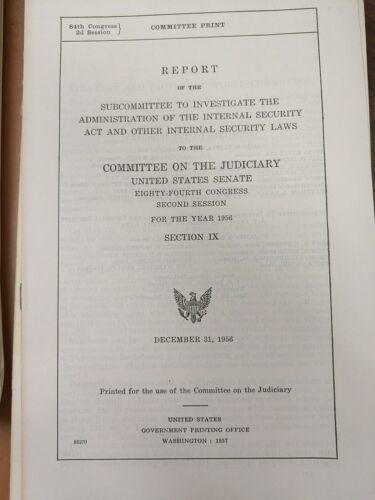 84th Congress
2d Session
COMMITTEE PRINT
REPORT
OF THE
SUBCOMMITTEE TO INVESTIGATE THE
ADMINISTRATION OF THE INTERNAL SECURITY
ACT AND OTHER INTERNAL SECURITY LAWS
TO THE
COMMITTEE ON THE JUDICIARY
UNITED STATES SENATE
EIGHTY-FOURTH CONGRESS
SECOND SESSION
FOR THE YEAR 1956
SECTION IX
DECEMBER 31, 1956
Printed for the use of the Committee on the Judiciary
UNITED STATES
GOVERNMENT PRINTING OFFICE
WASHINGTON : 1957